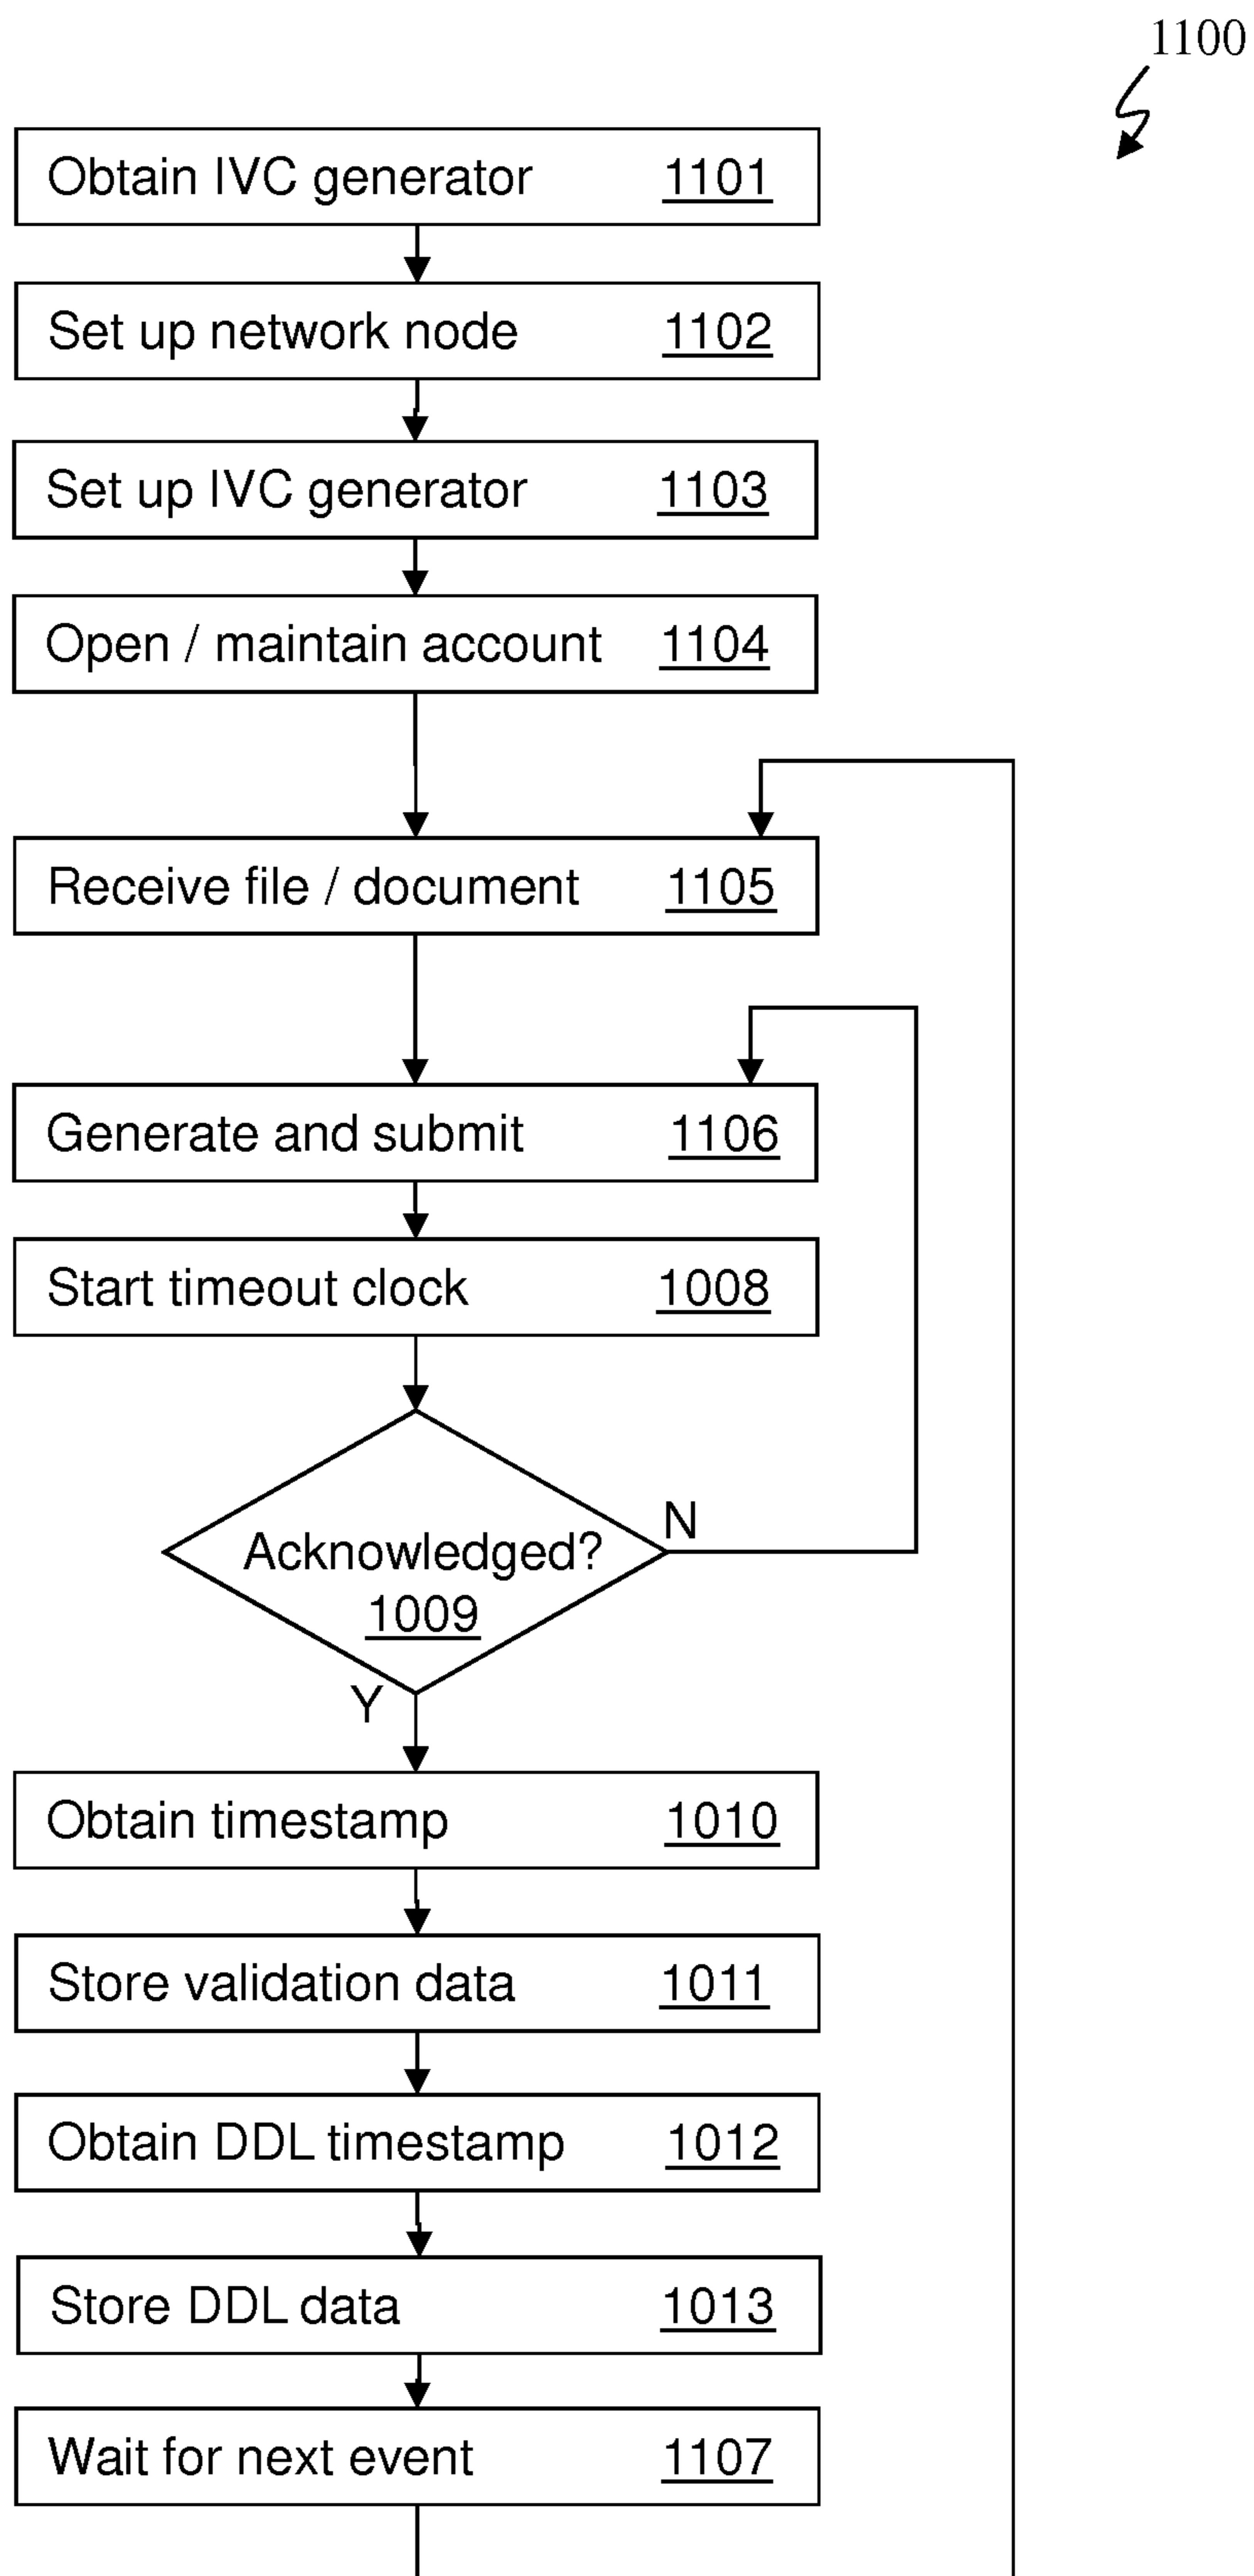 1100
Obtain IVC generator 1101
Set up network node 1102
Set up IVC generator 1103
Open / maintain account 1104
Receive file / document 1105
Generate and submit 1106
Start timeout clock 1008
N
Acknowledged?
1009
Y
Obtain timestamp 1010
Store validation data 1011
Obtain DDL timestamp 1012
Store DDL data 1013
Wait for next event 1107